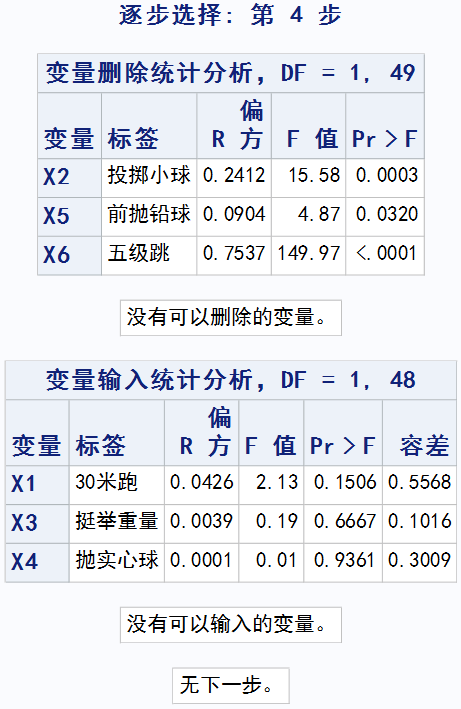 逐步选择: 第 4 步
变量删除统计分析, DF = 1, 49
变量 标签 偏 R 方 F 值 Pr > F
X2 投掷小球 0.2412 15.58 0.0003
X5 前抛铅球 0.0904 4.87 0.0320
X6 五级跳 0.7537 149.97 <.0001
没有可以删除的变量。
变量输入统计分析, DF = 1, 48
变量 标签 偏 R 方 F 值 Pr > F 容差
X1 30米跑 0.0426 2.13 0.1506 0.5568
X3 挺举重量 0.0039 0.19 0.6667 0.1016
X4 抛实心球 0.0001 0.01 0.9361 0.3009
没有可以输入的变量。
无下一步。